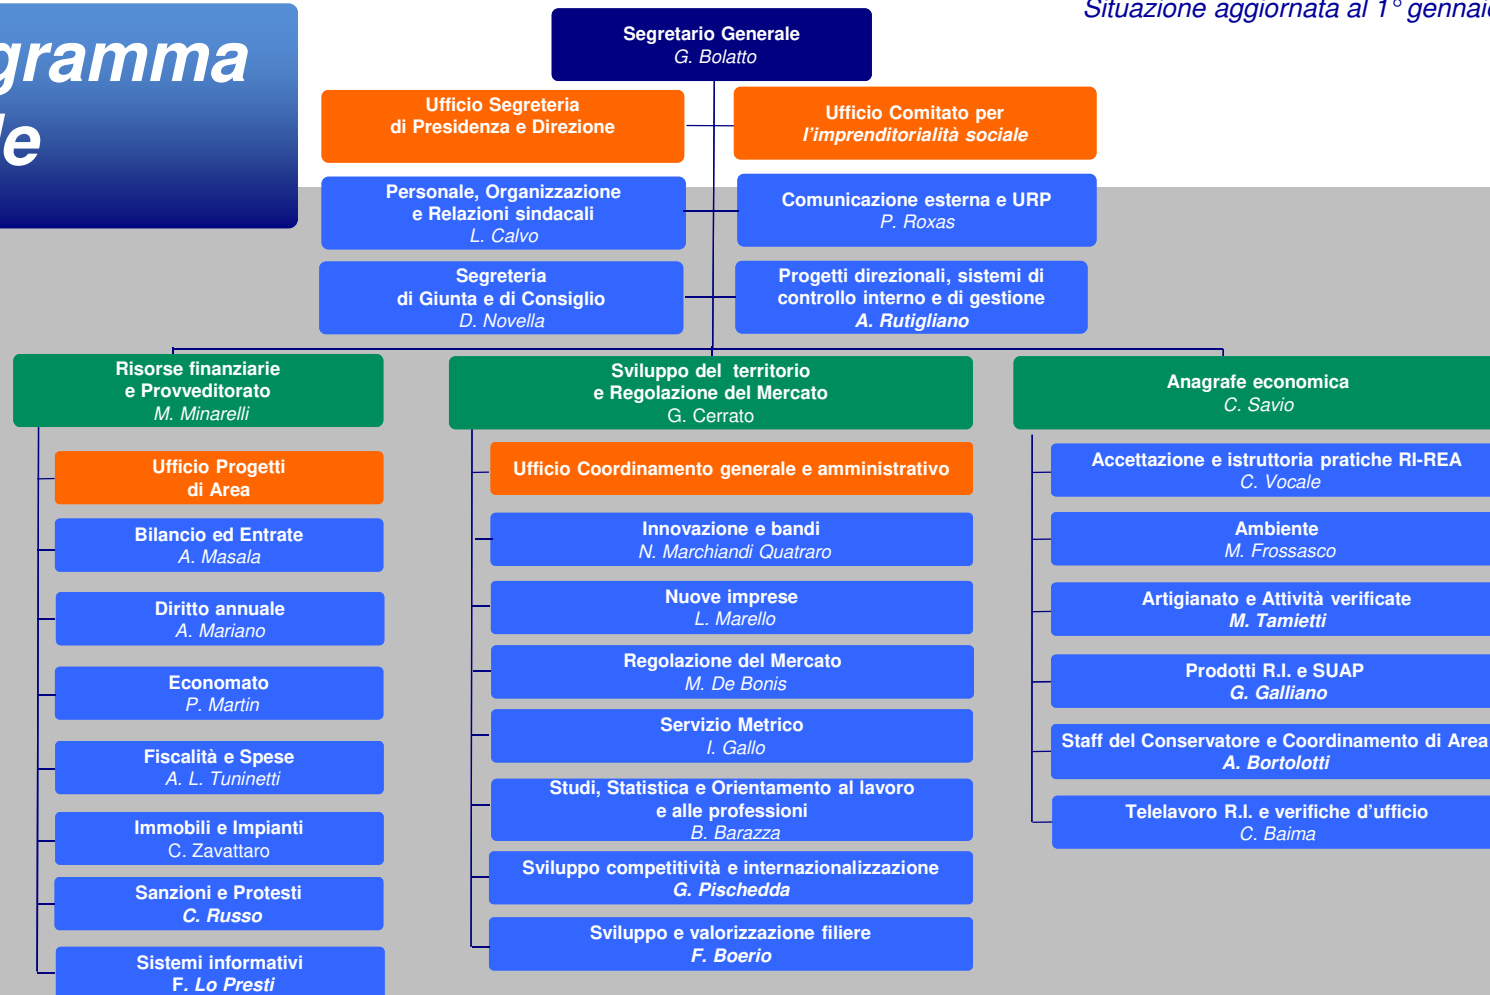 Situazione aggiornata al 1° gennaio
gramma
le
Segretario Generale
G. Bolatto
Ufficio Segreteria
di Presidenza e Direzione
Ufficio Comitato per
l'imprenditorialità sociale
Personale, Organizzazione
e Relazioni sindacali
L. Calvo
Comunicazione esterna e URP
P. Roxas
Segreteria
di Giunta e di Consiglio
D. Novella
Progetti direzionali, sistemi di
controllo interno e di gestione
A. Rutigliano
Risorse finanziarie
e Provveditorato
M. Minarelli
Ufficio Progetti
di Area
Bilancio ed Entrate
A. Masala
Diritto annuale
A. Mariano
Economato
P. Martin
Fiscalità e Spese
A. L. Tuninetti
Immobili e Impianti
C. Zavattaro
Sanzioni e Protesti
C. Russo
Sistemi informativi
F. Lo Presti
Sviluppo del territorio
e Regolazione del Mercato
G. Cerrato
Ufficio Coordinamento generale e amministrativo
Innovazione e bandi
N. Marchiandi Quatraro
Nuove imprese
L. Marello
Regolazione del Mercato
M. De Bonis
Servizio Metrico
I. Gallo
Studi, Statistica e Orientamento al lavoro
e alle professioni
B. Barazza
Sviluppo competitività e internazionalizzazione
G. Pischedda
Sviluppo e valorizzazione filiere
F. Boerio
Anagrafe economica
C. Savio
Accettazione e istruttoria pratiche RI-REA
C. Vocale
Ambiente
M. Frossasco
Artigianato e Attività verificate
M. Tamietti
Prodotti R.I. e SUAP
G. Galliano
Staff del Conservatore e Coordinamento di Area
A. Bortolotti
Telelavoro R.I. e verifiche d'ufficio
C. Baima